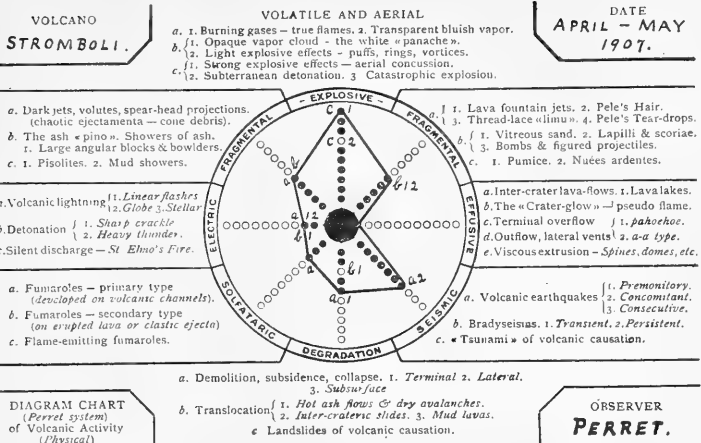 VOLCANO
STROMBOLI.
VOLATILE AND AERIAL
a. 1. Burning gases — true flames. 2. Transparent bluish vapor.
b. { 1. Opaque vapor cloud - the white «panache».
2. Light explosive effects - puffs, rings, vortices.
c. { 1. Strong explosive effects — aerial concussion.
2. Subterranean detonation. 3 Catastrophic explosion.
DATE
APRIL — MAY
1907.
a. Dark jets, volutes, spear-head projections.
(chaotic ejectamenta — cone debris).
b. The ash «pino». Showers of ash.
1. Large angular blocks & bowlders.
c. 1. Pisolites. 2. Mud showers.
a. { 1. Lava fountain jets. 2. Pele's Hair.
3. Thread-lace «limu». 4. Pele's Tear-drops.
b. { 1. Vitreous sand. 2. Lapilli & scoriae.
3. Bombs & figured projectiles.
c. 1. Pumice. 2. Nuées ardentes.
a. Volcanic lightning { 1. Linear flashes
2. Globe 3. Stellar
b. Detonation { 1. Sharp crackle
2. Heavy thunder.
c. Silent discharge — St Elmo's Fire.
a. Inter-crater lava-flows. 1. Lava lakes.
b. The «Crater-glow» — pseudo flame.
c. Terminal overflow { 1. pahoehoe.
d. Outflow, lateral vents } 2. a-a type.
e. Viscous extrusion — Spines, domes, etc.
a. Fumaroles — primary type
(developed on volcanic channels).
b. Fumaroles — secondary type
(on erupted lava or clastic ejecta)
c. Flame-emitting fumaroles.
a. Volcanic earthquakes { 1. Premonitory.
2. Concomitant.
3. Consecutive.
b. Bradyseisms. 1. Transient. 2. Persistent.
c. «Tsunami» of volcanic causation.
- EXPLOSIVE -
FRAGMENTAL
FRAGMENTAL
ELECTRIC
EFFUSIVE
SOLFATARIC
SEISMIC
DEGRADATION
C 1
C 2
b
a
a
b 12
a 12
b 1
a
b 1
a 1
a 2
a. Demolition, subsidence, collapse. 1. Terminal 2. Lateral.
3. Subsurface
b. Translocation { 1. Hot ash flows & dry avalanches.
2. Inter-crateric slides. 3. Mud lavas.
c Landslides of volcanic causation.
DIAGRAM CHART
(Perret system)
of Volcanic Activity
(Physical)
OBSERVER
PERRET.